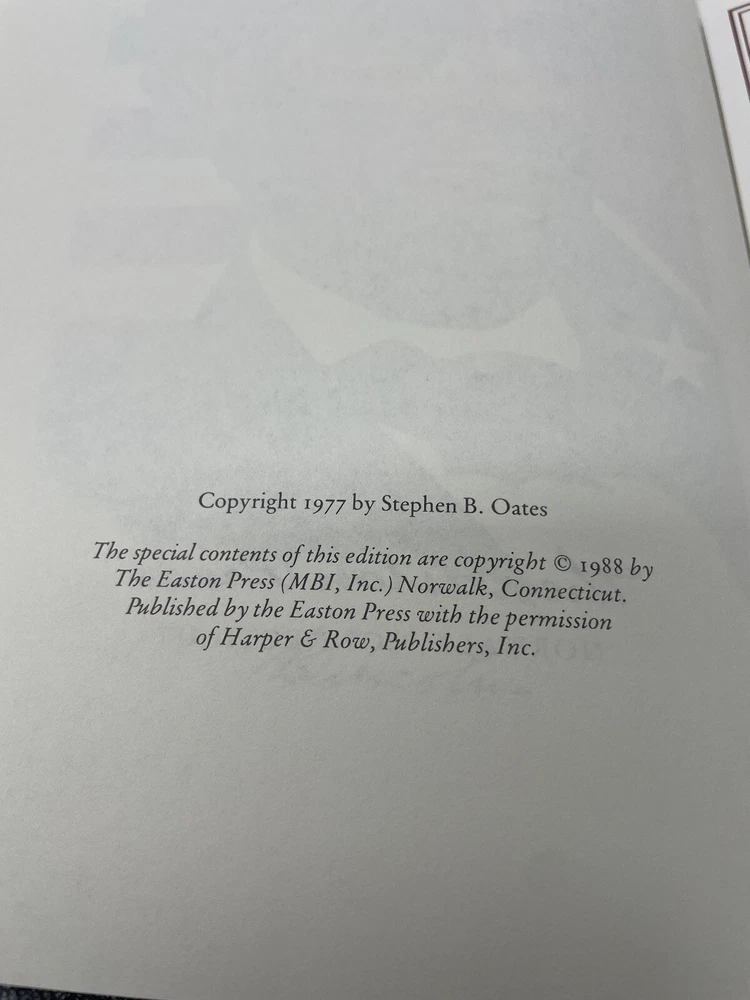 Copyright 1977 by Stephen B. Oates
The special contents of this edition are copyright © 1988 by
The Easton Press (MBI, Inc.) Norwalk, Connecticut.
Published by the Easton Press with the permission
of Harper & Row, Publishers, Inc.